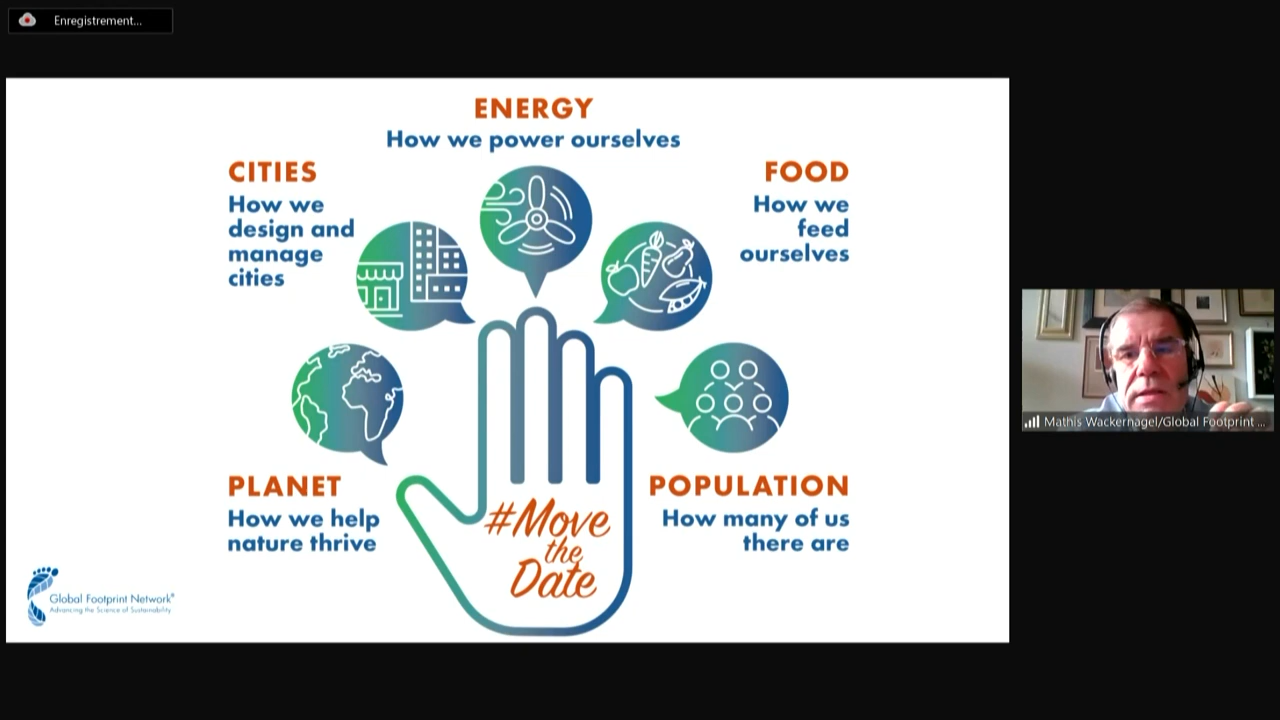 Enregistrement...
ENERGY
How we power ourselves
CITIES
How we
design and
manage
cities
FOOD
How we
feed
ourselves
PLANET
How we help
nature thrive
POPULATION
How many of us
there are
#Move
the
Date
Global Footprint Network®
Advancing the Science of Sustainability
Mathis Wackernagel/Global Footprint ...